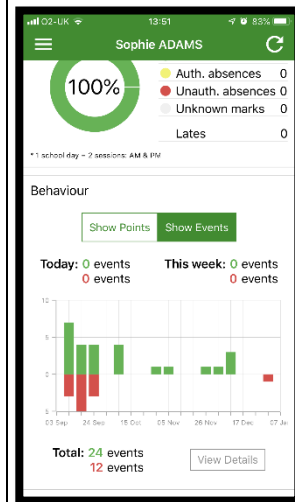 O2-UK 13:51 83%
Sophie ADAMS
100%
Auth. absences 0
Unauth. absences 0
Unknown marks 0
Lates 0
* 1 school day = 2 sessions: AM & PM
Behaviour
Show Points Show Events
Today: 0 events This week: 0 events
0 events 0 events
10
5
0
5
03 Sep 24 Sep 15 Oct 05 Nov 26 Nov 17 Dec 07 Ja
Total: 24 events
12 events
View Details